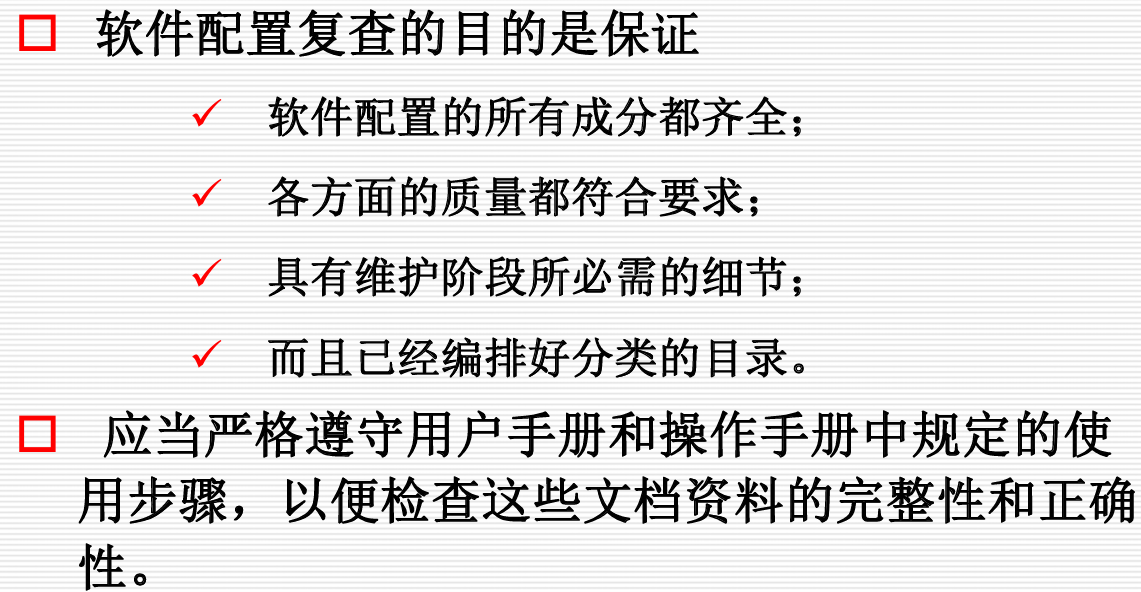 软件配置复查的目的是保证
软件配置的所有成分都齐全；
各方面的质量都符合要求；
具有维护阶段所必需的细节；
而且已经编排好分类的目录。
应当严格遵守用户手册和操作手册中规定的使
用步骤，以便检查这些文档资料的完整性和正确
性。